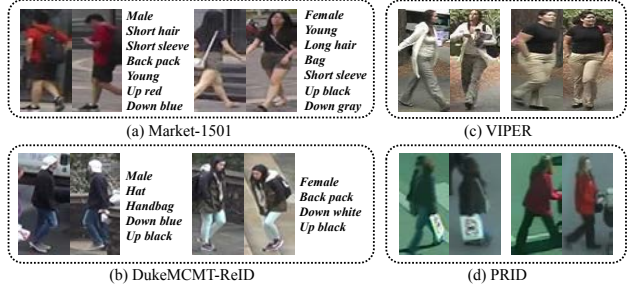 Male
Short hair
Short sleeve
Back pack
Young
Up red
Down blue
Female
Young
Long hair
Bag
Short sleeve
Up black
Down gray
(a) Market-1501
(c) VIPER
Male
Hat
Handbag
Down blue
Up black
Female
Back pack
Down white
Up black
(b) DukeMCMT-ReID
(d) PRID